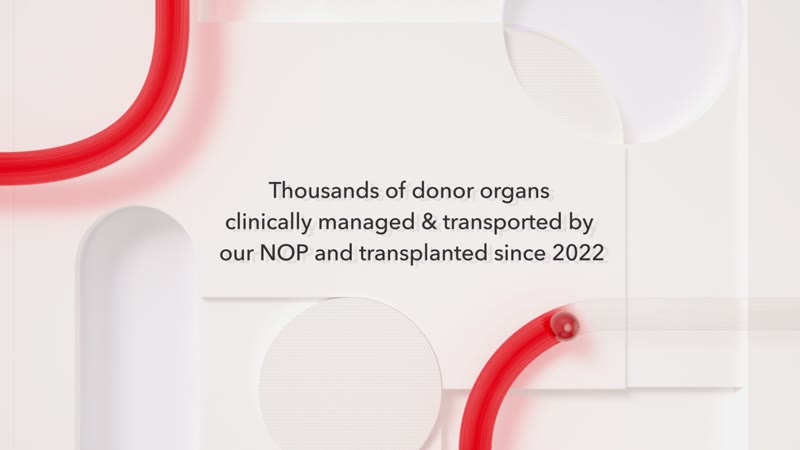 Thousands of donor organs
clinically managed & transported by
our NOP and transplanted since 2022